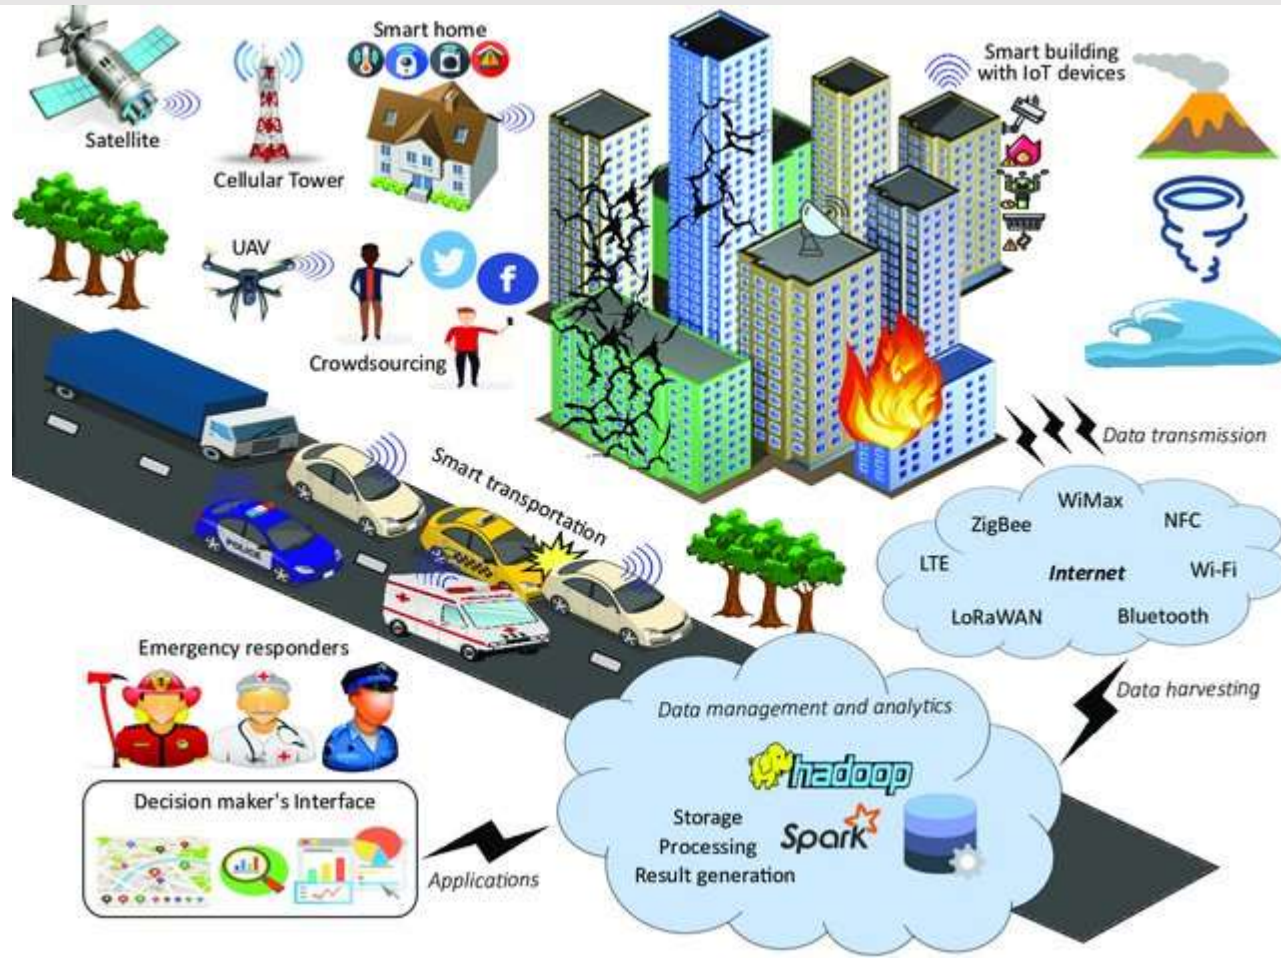 Smart home
Satellite
Cellular Tower
Smart building
with IoT devices
UAV
f
Crowdsourcing
Smart transportation
POLICE
Data transmission
WiMax
ZigBee
NFC
LTE
Internet
Wi-Fi
LoRaWAN
Bluetooth
Emergency responders
Data harvesting
Data management and analytics
hadoop
Storage
Spark
Processing
Result generation
Decision maker's Interface
Applications